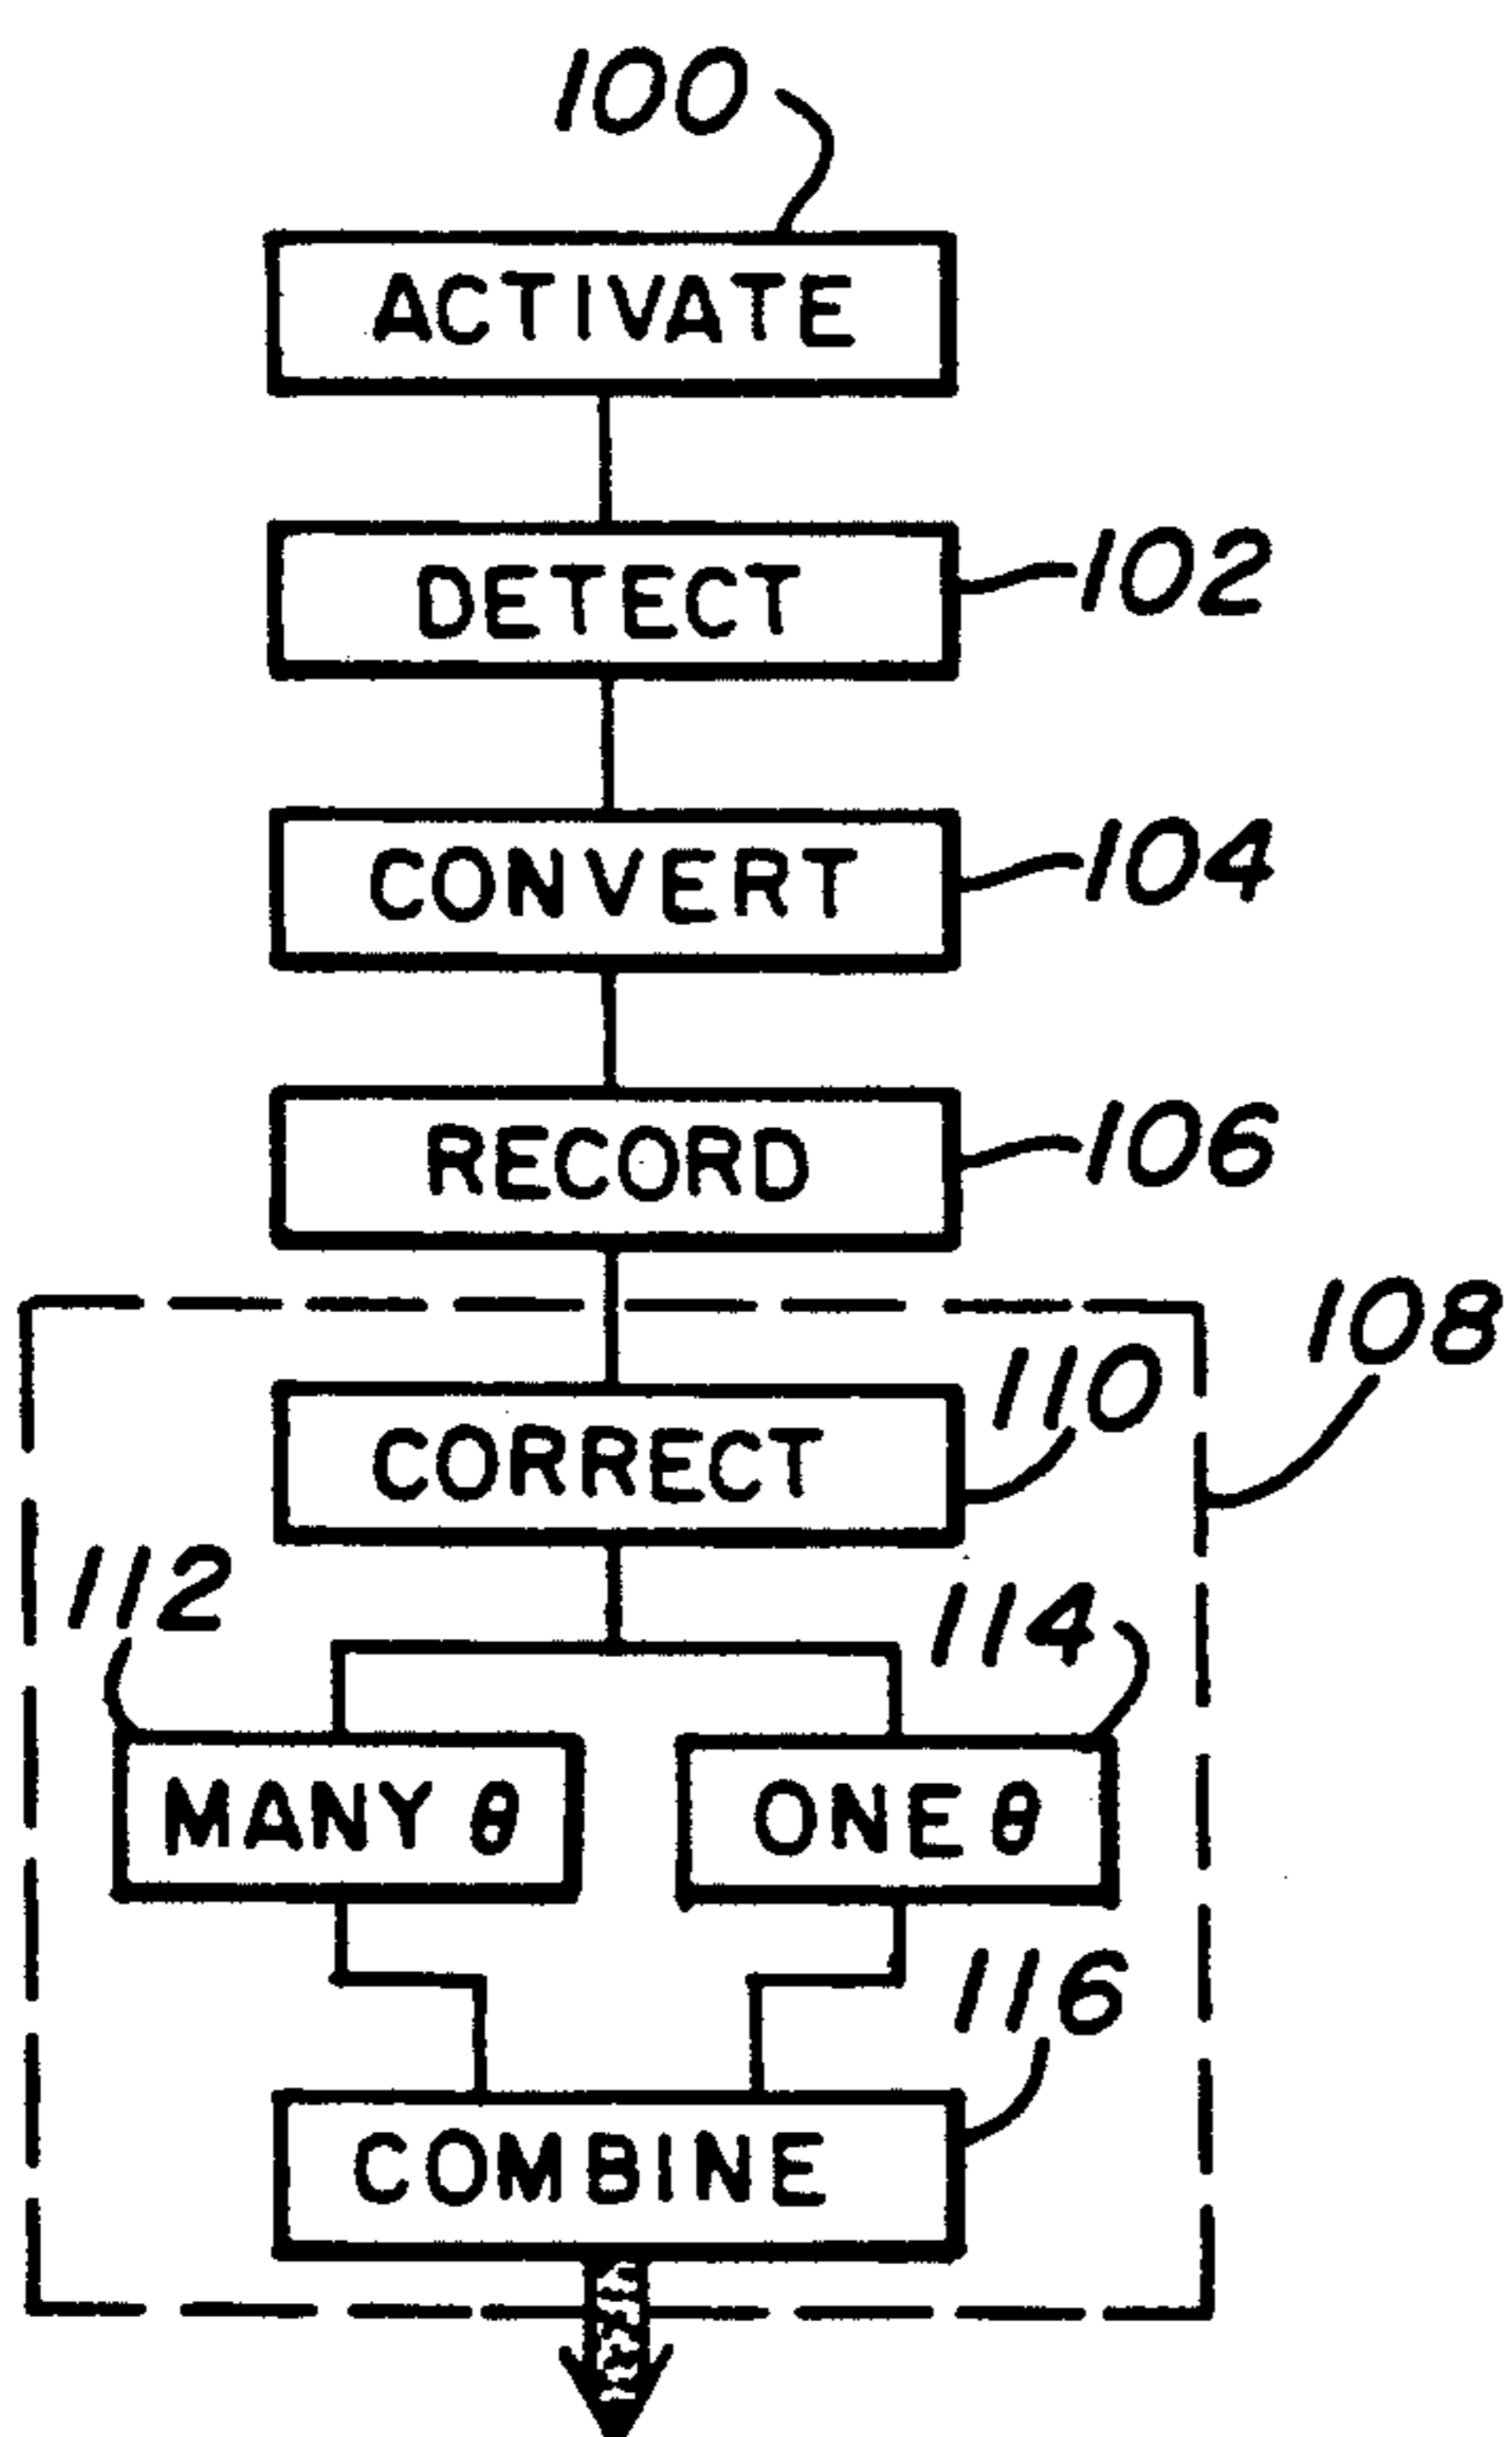 100
ACTIVATE
DETECT
102
CONVERT
104
RECORD
106
108
110
CORRECT
112
114
MANY θ
ONE θ
116
COMBINE